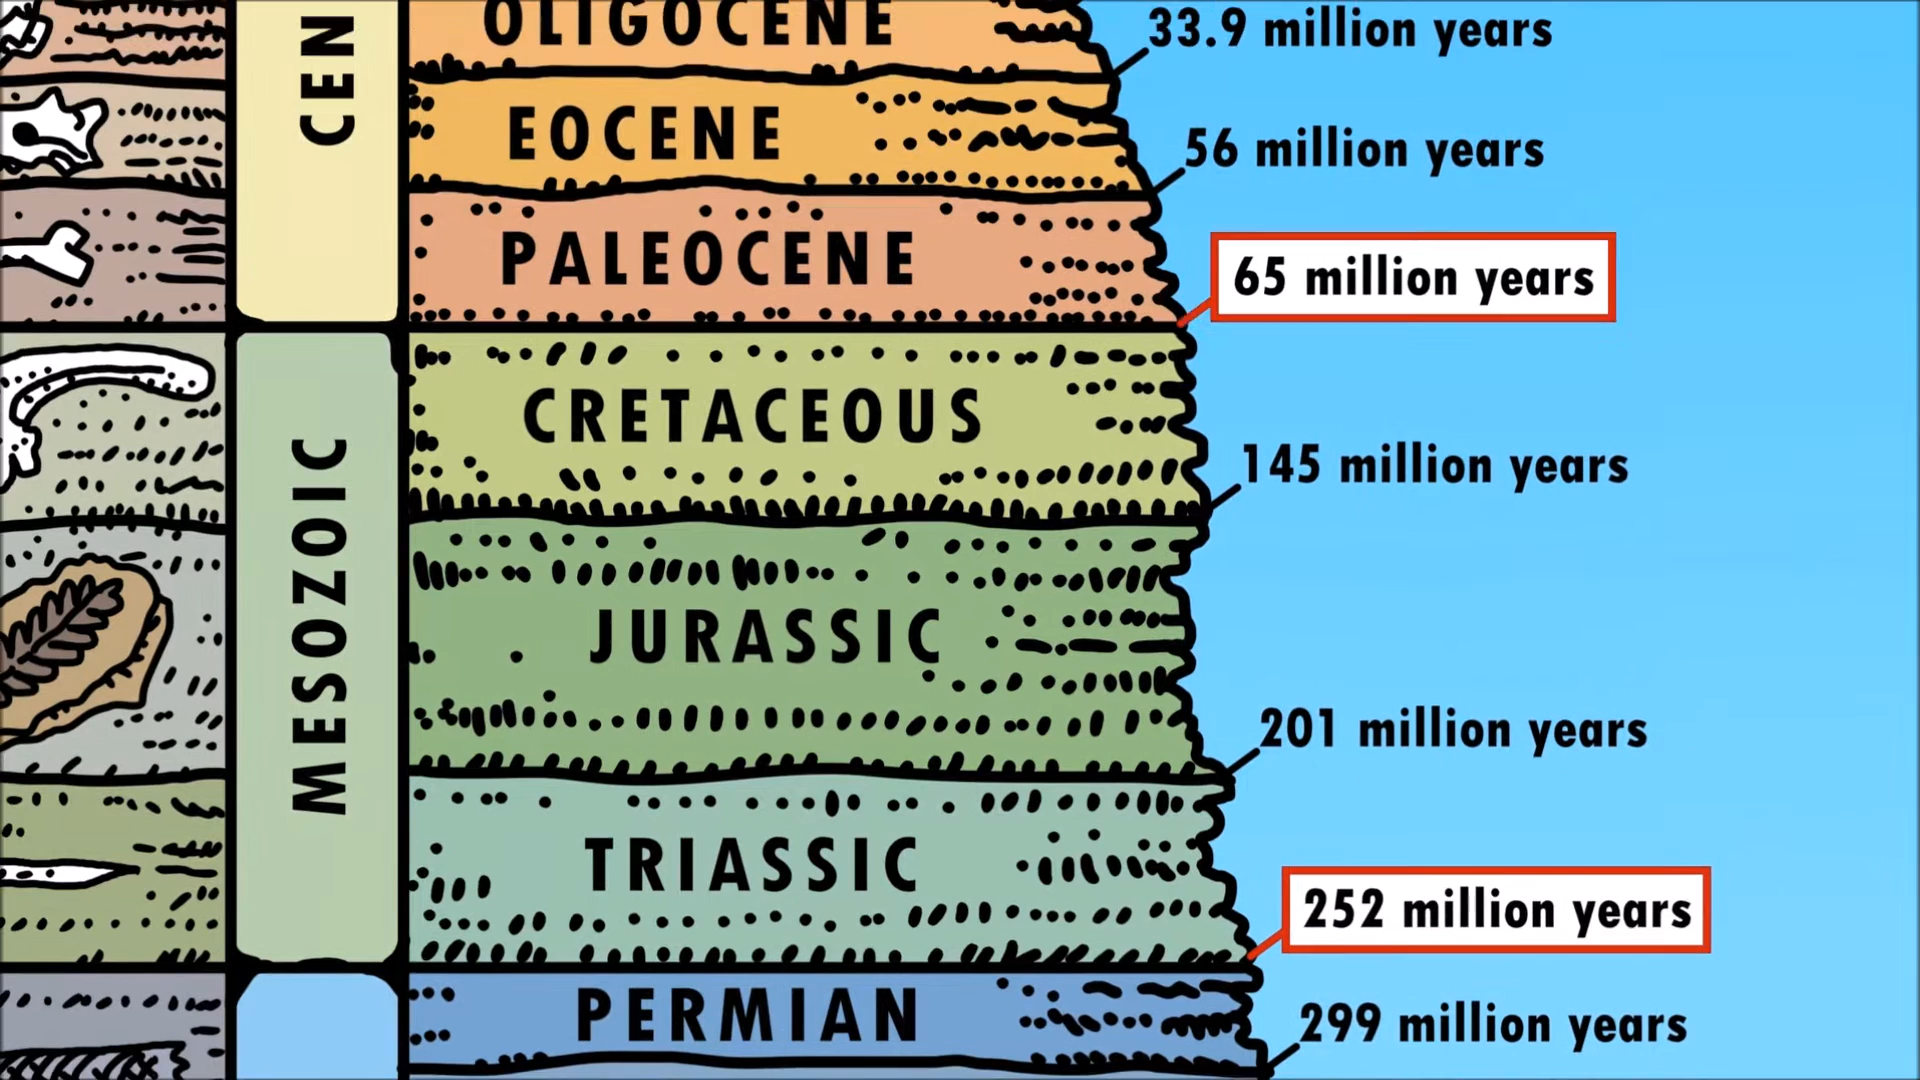 CEN
MESOZOIC
OLIGOCENE
33.9 million years
EOCENE
56 million years
PALEOCENE
65 million years
CRETACEOUS
145 million years
JURASSIC
201 million years
TRIASSIC
252 million years
PERMIAN
299 million years